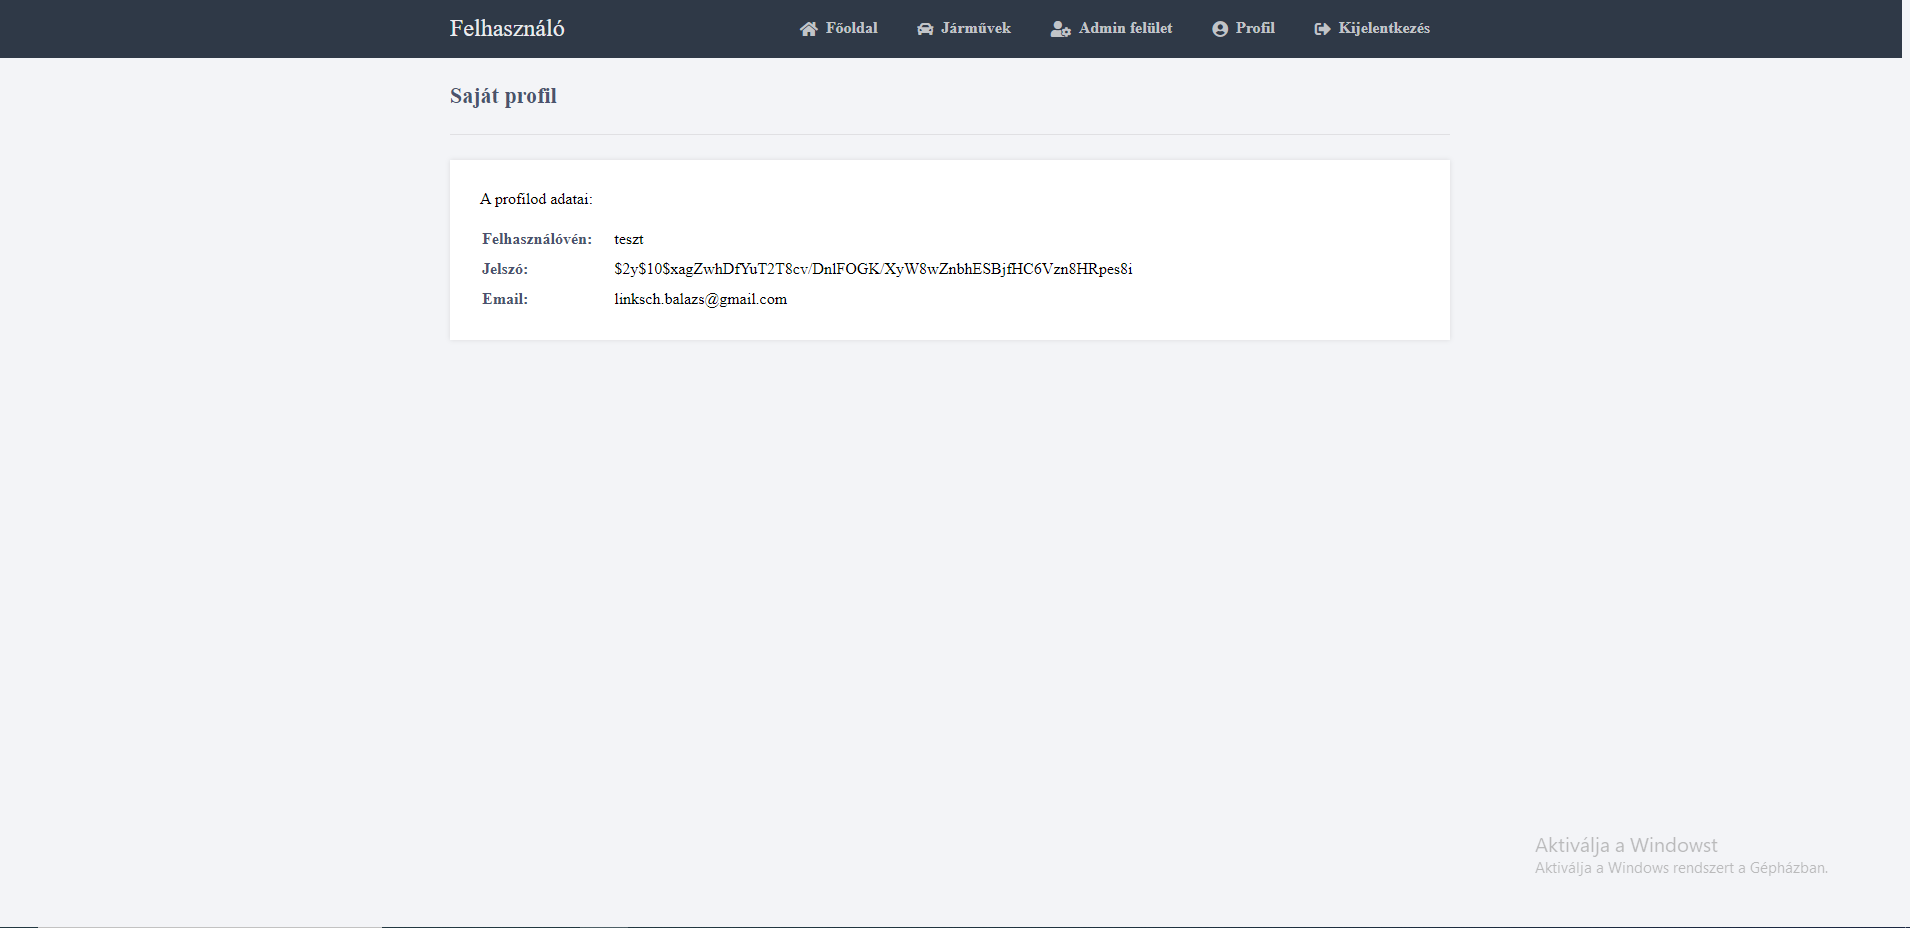 Felhasználó Főoldal Járművek Admin felület Profil Kijelentkezés
Saját profil
A profilod adatai:
Felhasználóvén: teszt
Jelszó: $2y$10$xagZwhDfYuT2T8cv/DnlFOGK/XyW8wZnbhESBjfHC6Vzn8HRpes8i
Email: linksch.balazs@gmail.com
Aktiválja a Windowst
Aktiválja a Windows rendszert a Gépházban.